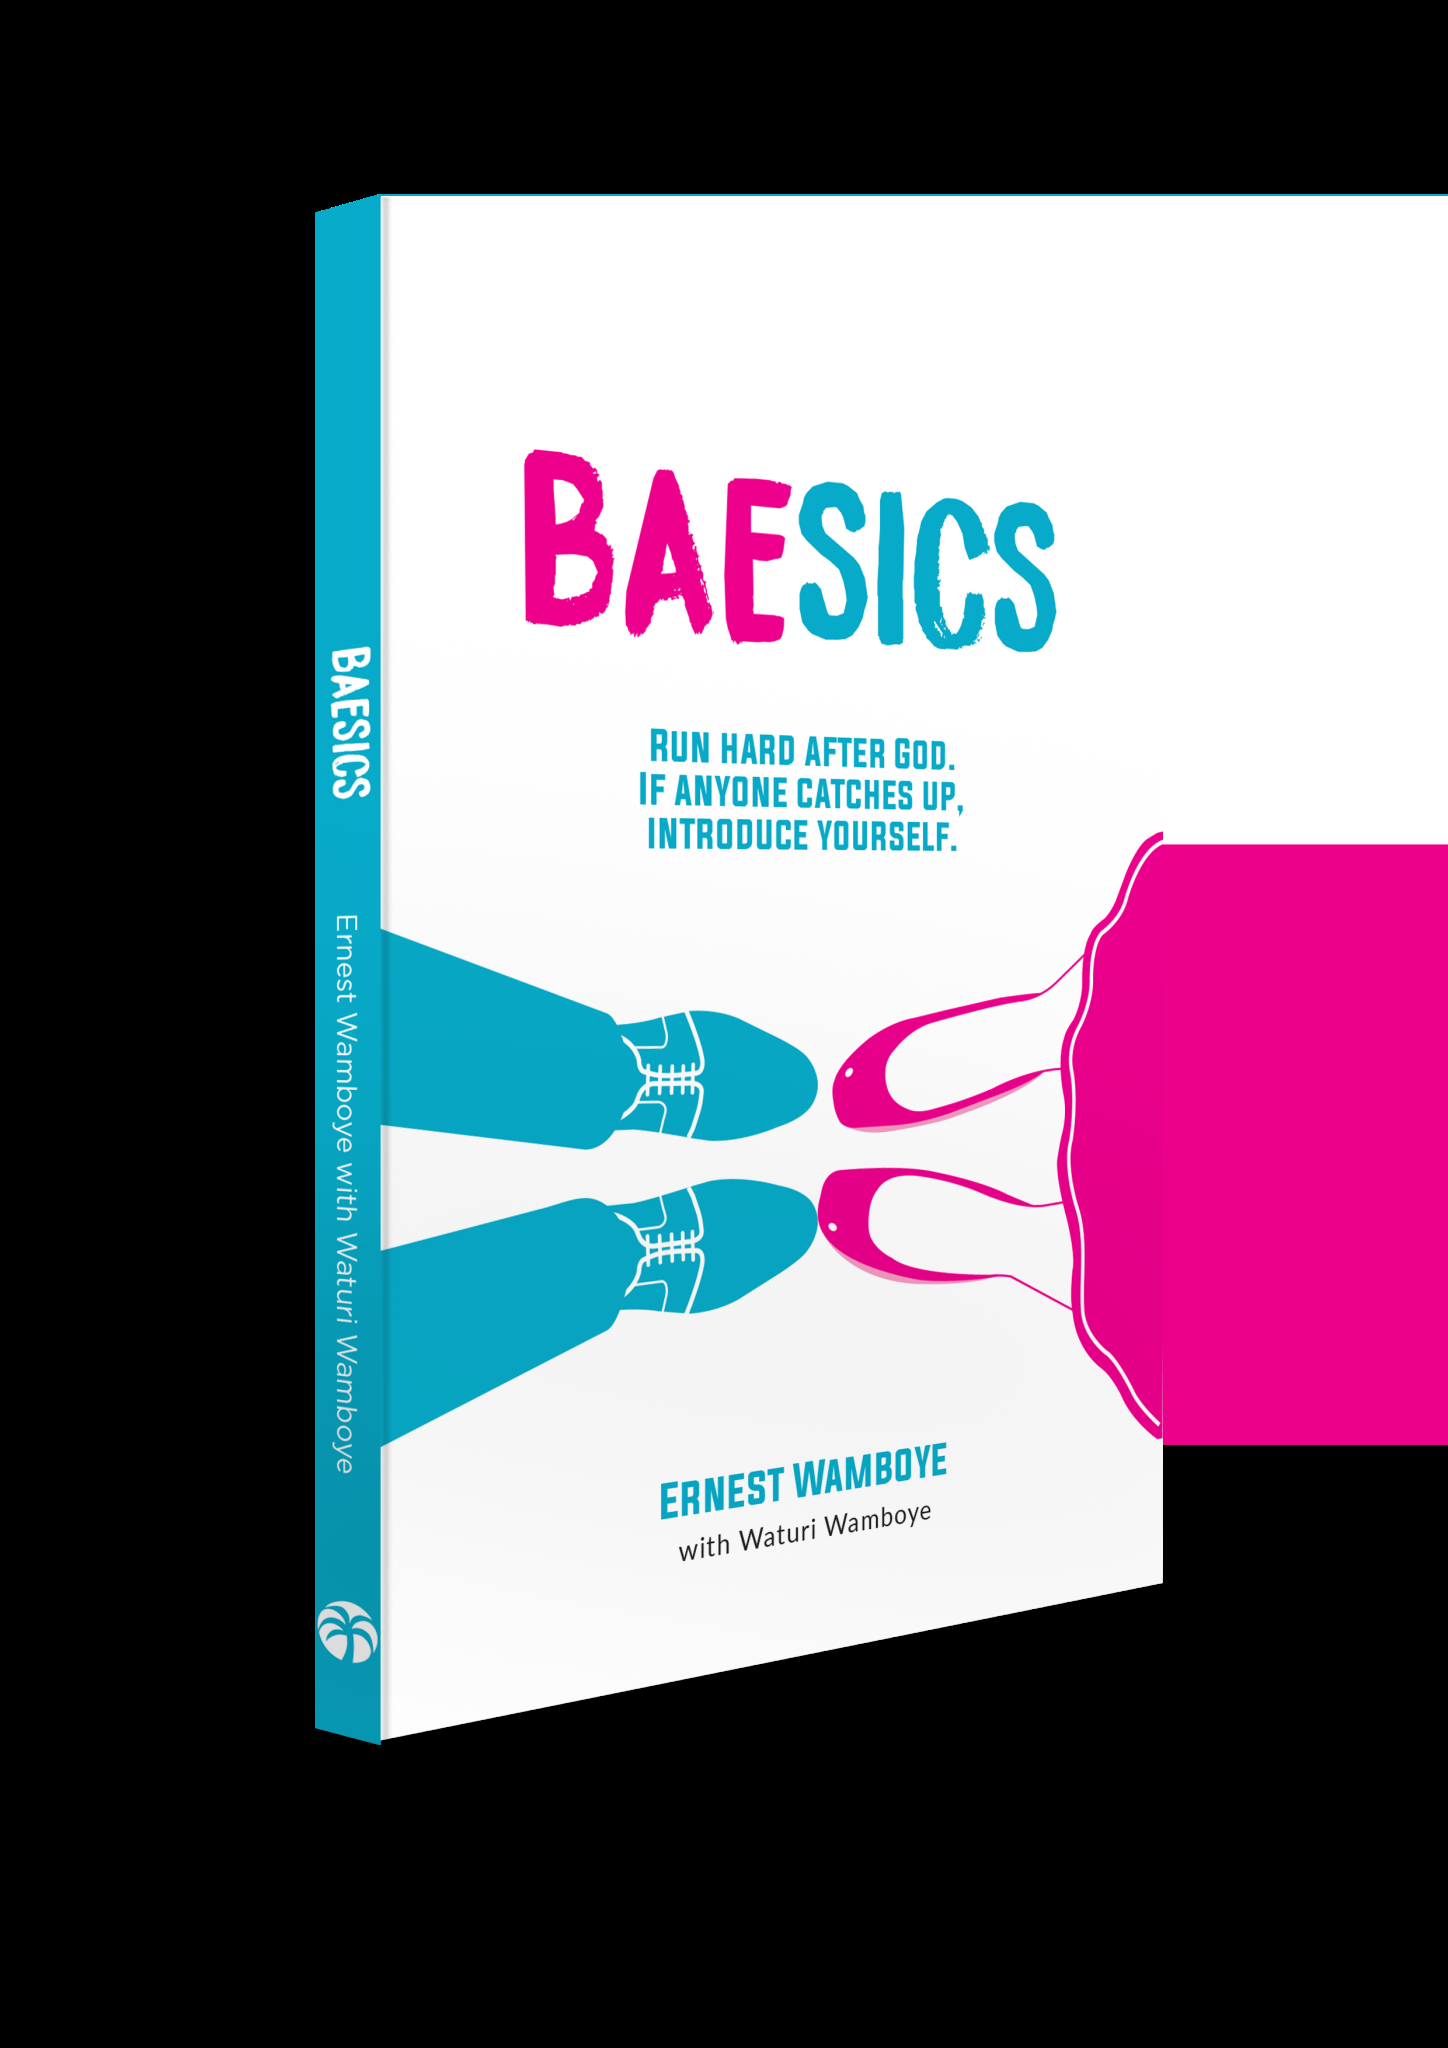 BAESICS
RUN HARD AFTER GOD.
IF ANYONE CATCHES UP,
INTRODUCE YOURSELF.
ERNEST WAMBOYE
with Waturi Wamboye
BAESICS
Ernest Wamboye with Waturi Wamboye